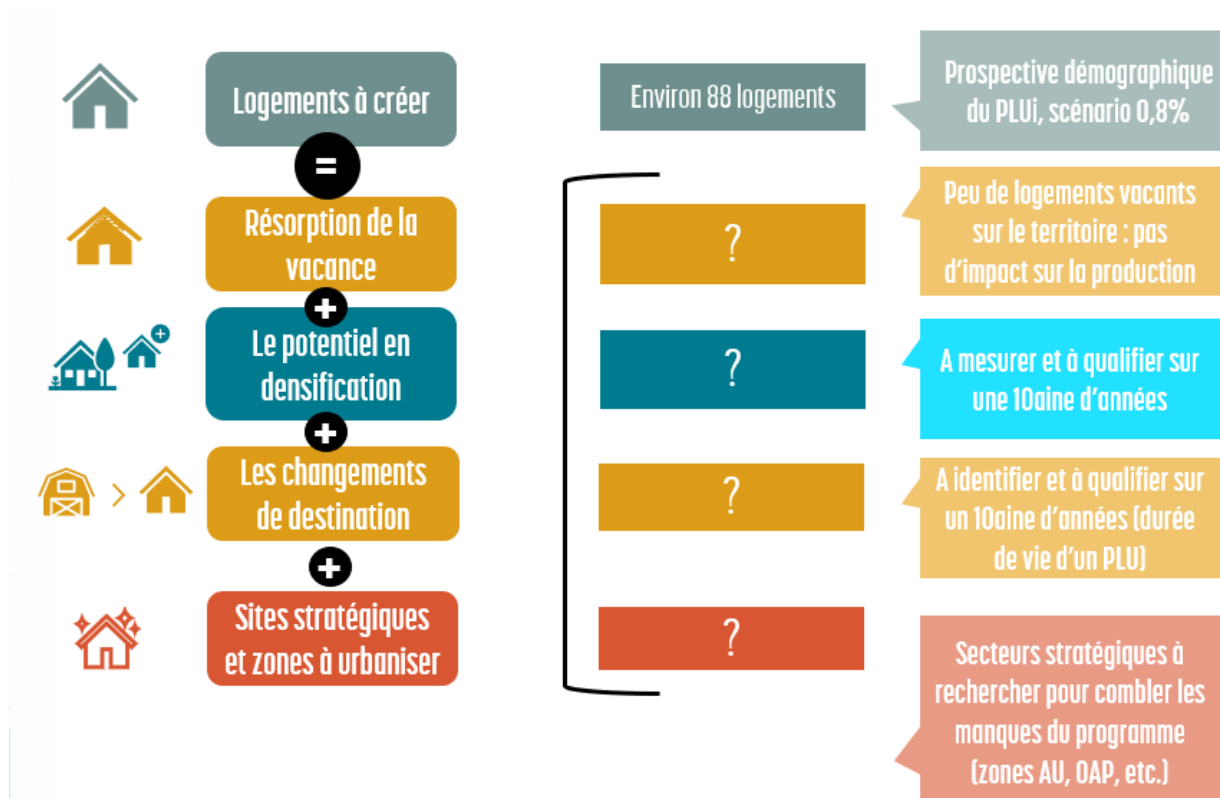 Logements à créer
Environ 88 logements
Prospective démographique
du PLUi, scénario 0,8%
=
Résorption de la
vacance
?
Peu de logements vacants
sur le territoire : pas
d'impact sur la production
+
Le potentiel en
densification
?
A mesurer et à qualifier sur
une 10aine d'années
+
Les changements
de destination
?
A identifier et à qualifier sur
un 10aine d'années (durée
de vie d'un PLU)
+
Sites stratégiques
et zones à urbaniser
?
Secteurs stratégiques à
rechercher pour combler les
manques du programme
(zones AU, OAP, etc.)